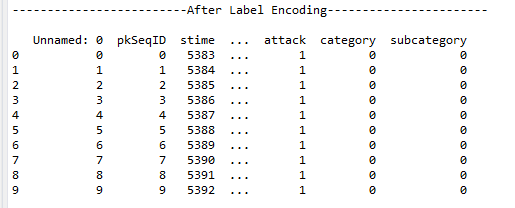 -------------------------After Label Encoding-----------------------
Unnamed: 0 pkSeqID stime ... attack category subcategory
0 0 0 5383 ... 1 0 0
1 1 1 5384 ... 1 0 0
2 2 2 5385 ... 1 0 0
3 3 3 5386 ... 1 0 0
4 4 4 5387 ... 1 0 0
5 5 5 5388 ... 1 0 0
6 6 6 5389 ... 1 0 0
7 7 7 5390 ... 1 0 0
8 8 8 5391 ... 1 0 0
9 9 9 5392 ... 1 0 0